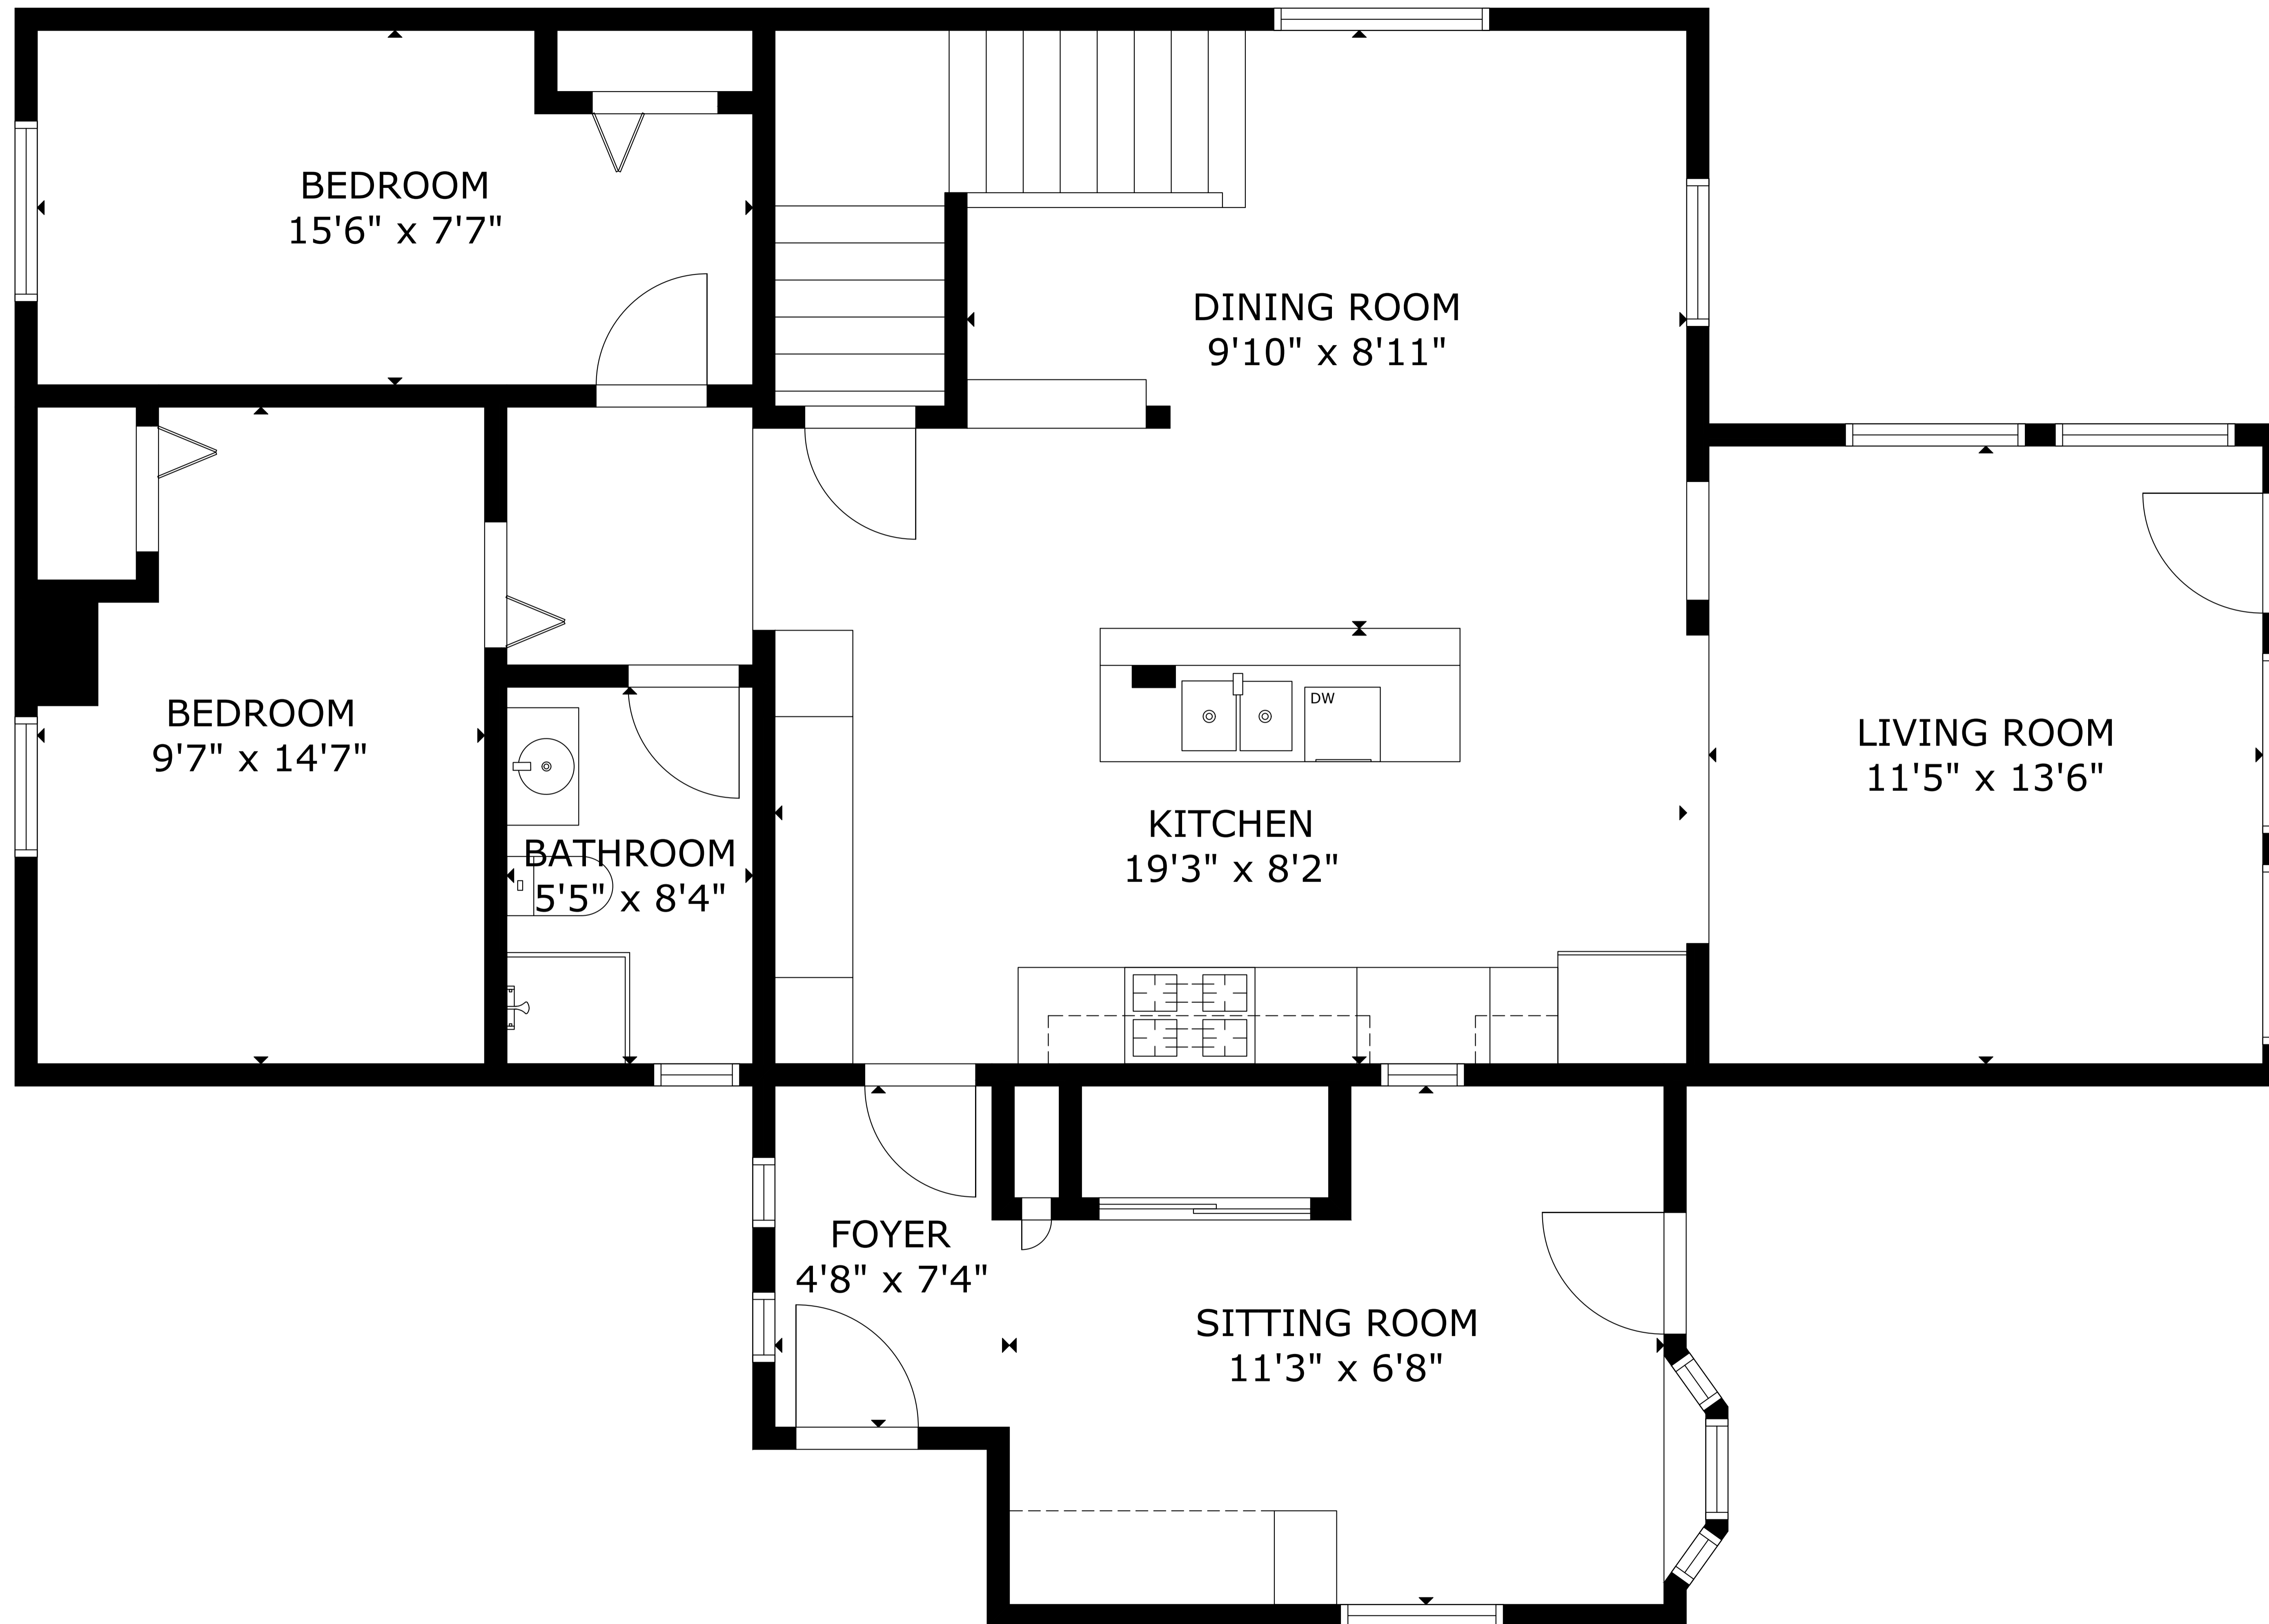 BEDROOM
15'6" x 7'7"
DINING ROOM
9'10" x 8'11"
BEDROOM
9'7" x 14'7"
DW
LIVING ROOM
11'5" x 13'6"
KITCHEN
19'3" x 8'2"
BATHROOM
5'5" x 8'4"
FOYER
4'8" x 7'4"
SITTING ROOM
11'3" x 6'8"